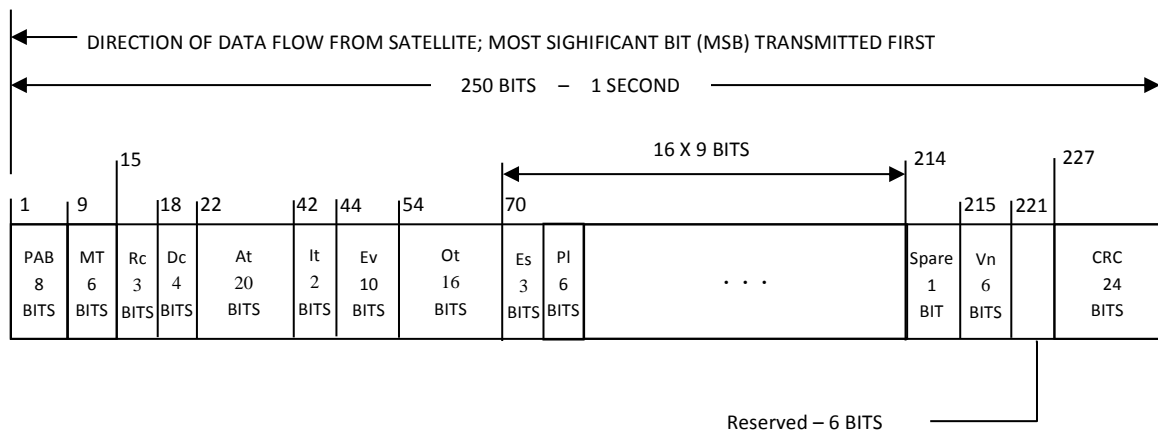 DIRECTION OF DATA FLOW FROM SATELLITE; MOST SIGHIFICANT BIT (MSB) TRANSMITTED FIRST
250 BITS – 1 SECOND
16 X 9 BITS
15 214 227
1 9 18 22 42 44 54 70 215 221
PAB MT Rc Dc At It Ev Ot Es Pl Spare Vn CRC
8 6 3 4 20 2 10 16 3 6 . . . 1 6 24
BITS BITS BITS BITS BITS BITS BITS BITS BITS BITS BIT BITS BITS
Reserved – 6 BITS